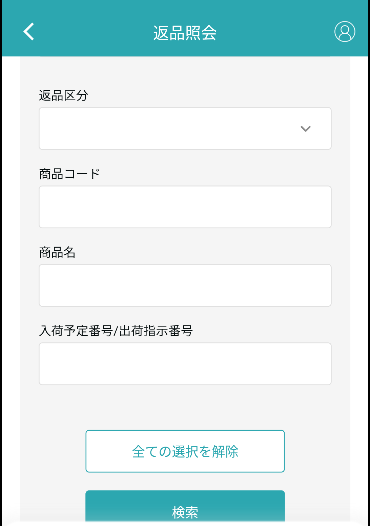 返品照会
返品区分
商品コード
商品名
入荷予定番号/出荷指示番号
全ての選択を解除
検索